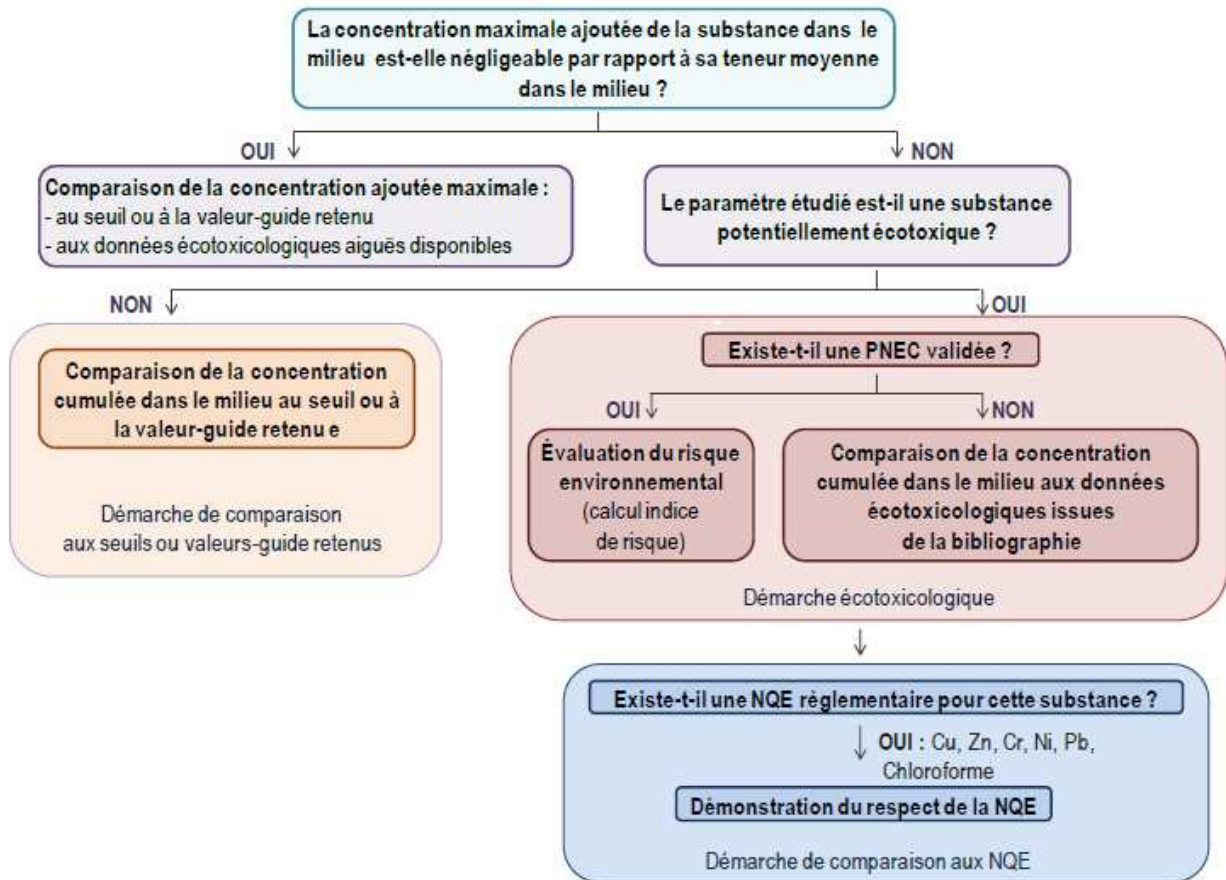 La concentration maximale ajoutée de la substance dans le
milieu est-elle négligeable par rapport à sa teneur moyenne
dans le milieu ?
OUI
NON
Comparaison de la concentration ajoutée maximale :
- au seuil ou à la valeur-guide retenu
- aux données écotoxicologiques aiguës disponibles
Le paramètre étudié est-il une substance
potentiellement écotoxique ?
NON
OUI
Comparaison de la concentration
cumulée dans le milieu au seuil ou à
la valeur-guide retenu e
Démarche de comparaison
aux seuils ou valeurs-guide retenus
Existe-t-il une PNEC validée ?
OUI
NON
Évaluation du risque
environnemental
(calcul indice
de risque)
Comparaison de la concentration
cumulée dans le milieu aux données
écotoxicologiques issues
de la bibliographie
Démarche écotoxicologique
Existe-t-il une NQE règlementaire pour cette substance ?
OUI : Cu, Zn, Cr, Ni, Pb,
Chloroforme
Démonstration du respect de la NQE
Démarche de comparaison aux NQE